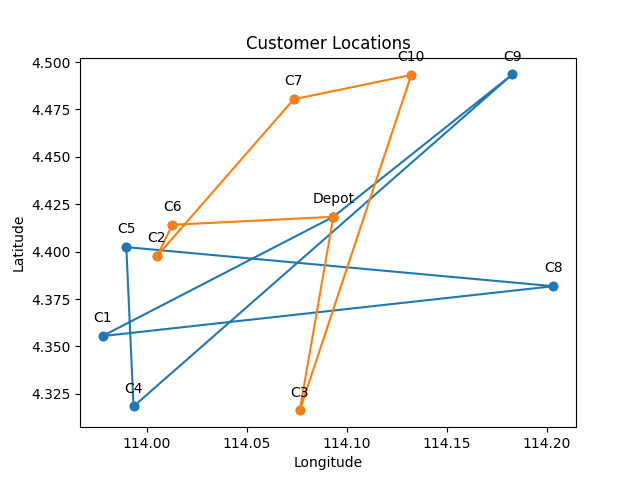 Customer Locations
4.500
4.475
4.450
4.425
4.400
4.375
4.350
4.325
C10
C9
C7
Depot
C6
C5
C2
C8
C1
C4
C3
114.00
114.05
114.10
114.15
114.20
Longitude
Latitude